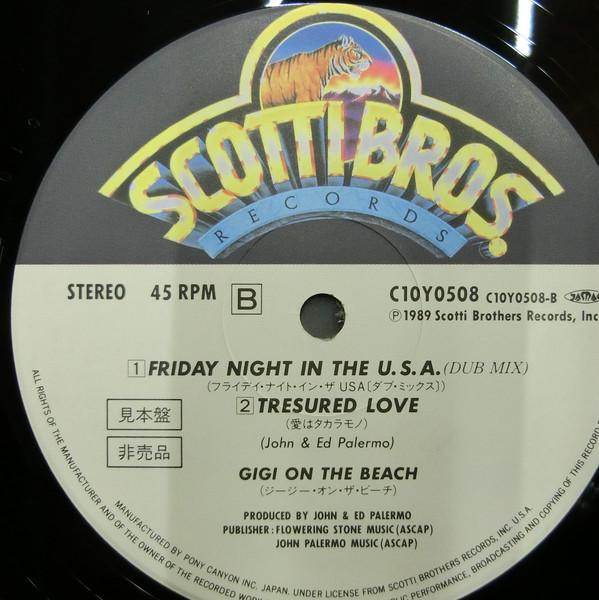 SCOTTI BROS.
RECORDS
STEREO 45 RPM B
C10Y0508 C10Y0508-B JASRAC
Ⓟ1989 Scotti Brothers Records, Inc
1 FRIDAY NIGHT IN THE U.S.A. (DUB MIX)
(フライデイ・ナイト・イン・ザ USA〔ダブ・ミックス〕)
2 TRESURED LOVE
(愛はタカラモノ)
見本盤
非売品
(John & Ed Palermo)
GIGI ON THE BEACH
(ジージー・オン・ザ・ビーチ)
PRODUCED BY JOHN & ED PALERMO
PUBLISHER: FLOWERING STONE MUSIC (ASCAP)
JOHN PALERMO MUSIC (ASCAP)
MANUFACTURED BY PONY CANYON INC. JAPAN. UNDER LICENSE FROM SCOTTI BROTHERS RECORDS, INC. U.S.A.
ALL RIGHTS OF THE MANUFACTURER AND OF THE OWNER OF THE RECORDED WORK PUBLIC PERFORMANCE, BROADCASTING AND COPYING OF THIS RECORD